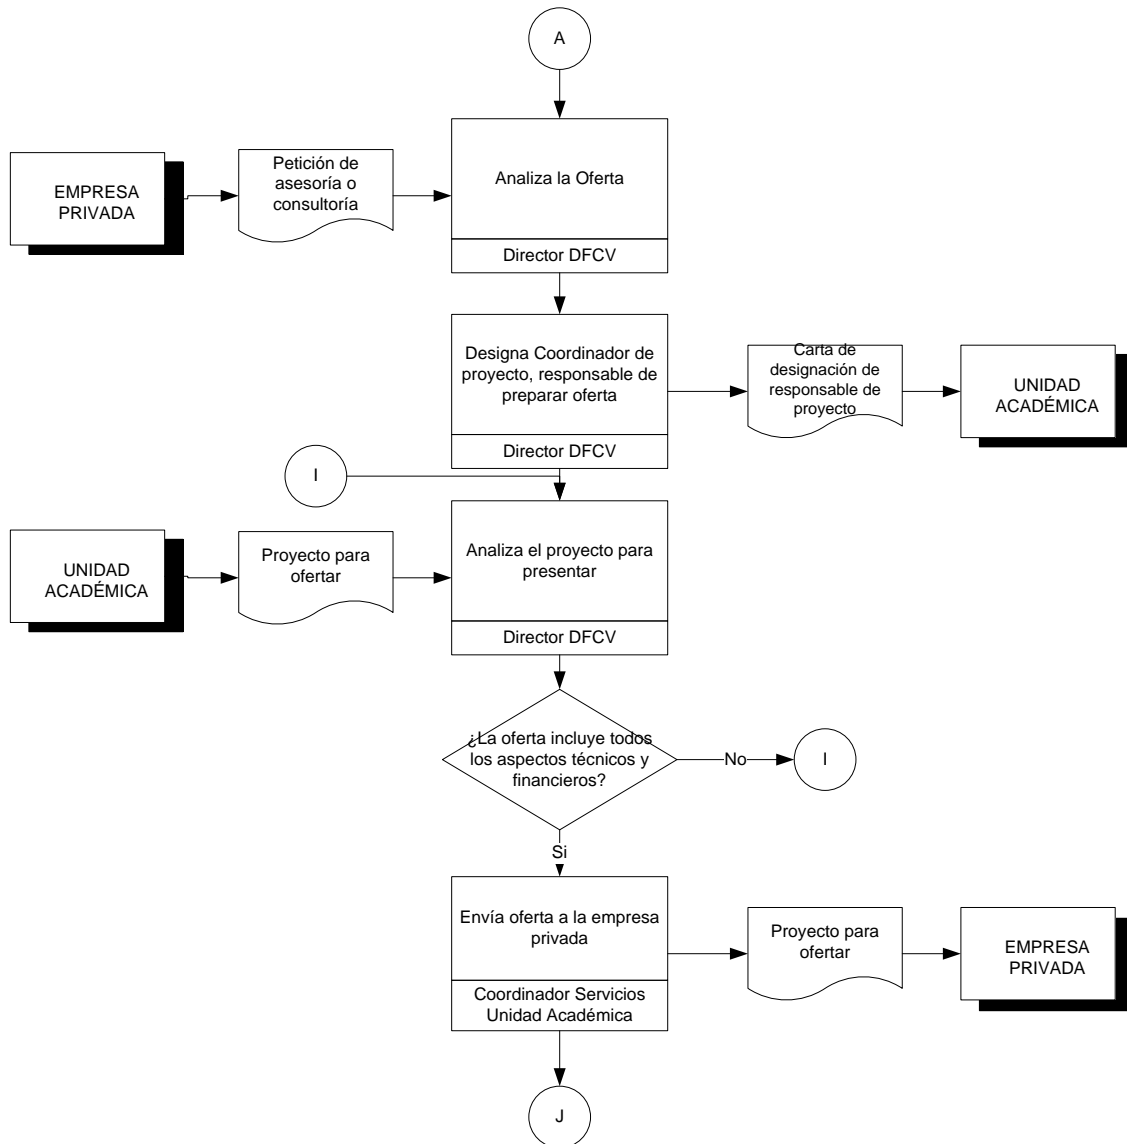 A
EMPRESA
PRIVADA
Petición de
asesoría o
consultoría
Analiza la Oferta
Director DFCV
Designa Coordinador de
proyecto, responsable de
preparar oferta
Director DFCV
Carta de
designación de
responsable de
proyecto
UNIDAD
ACADÉMICA
I
UNIDAD
ACADÉMICA
Proyecto para
ofertar
Analiza el proyecto para
presentar
Director DFCV
¿La oferta incluye todos
los aspectos técnicos y
financieros?
No
I
Si
Envía oferta a la empresa
privada
Coordinador Servicios
Unidad Académica
Proyecto para
ofertar
EMPRESA
PRIVADA
J